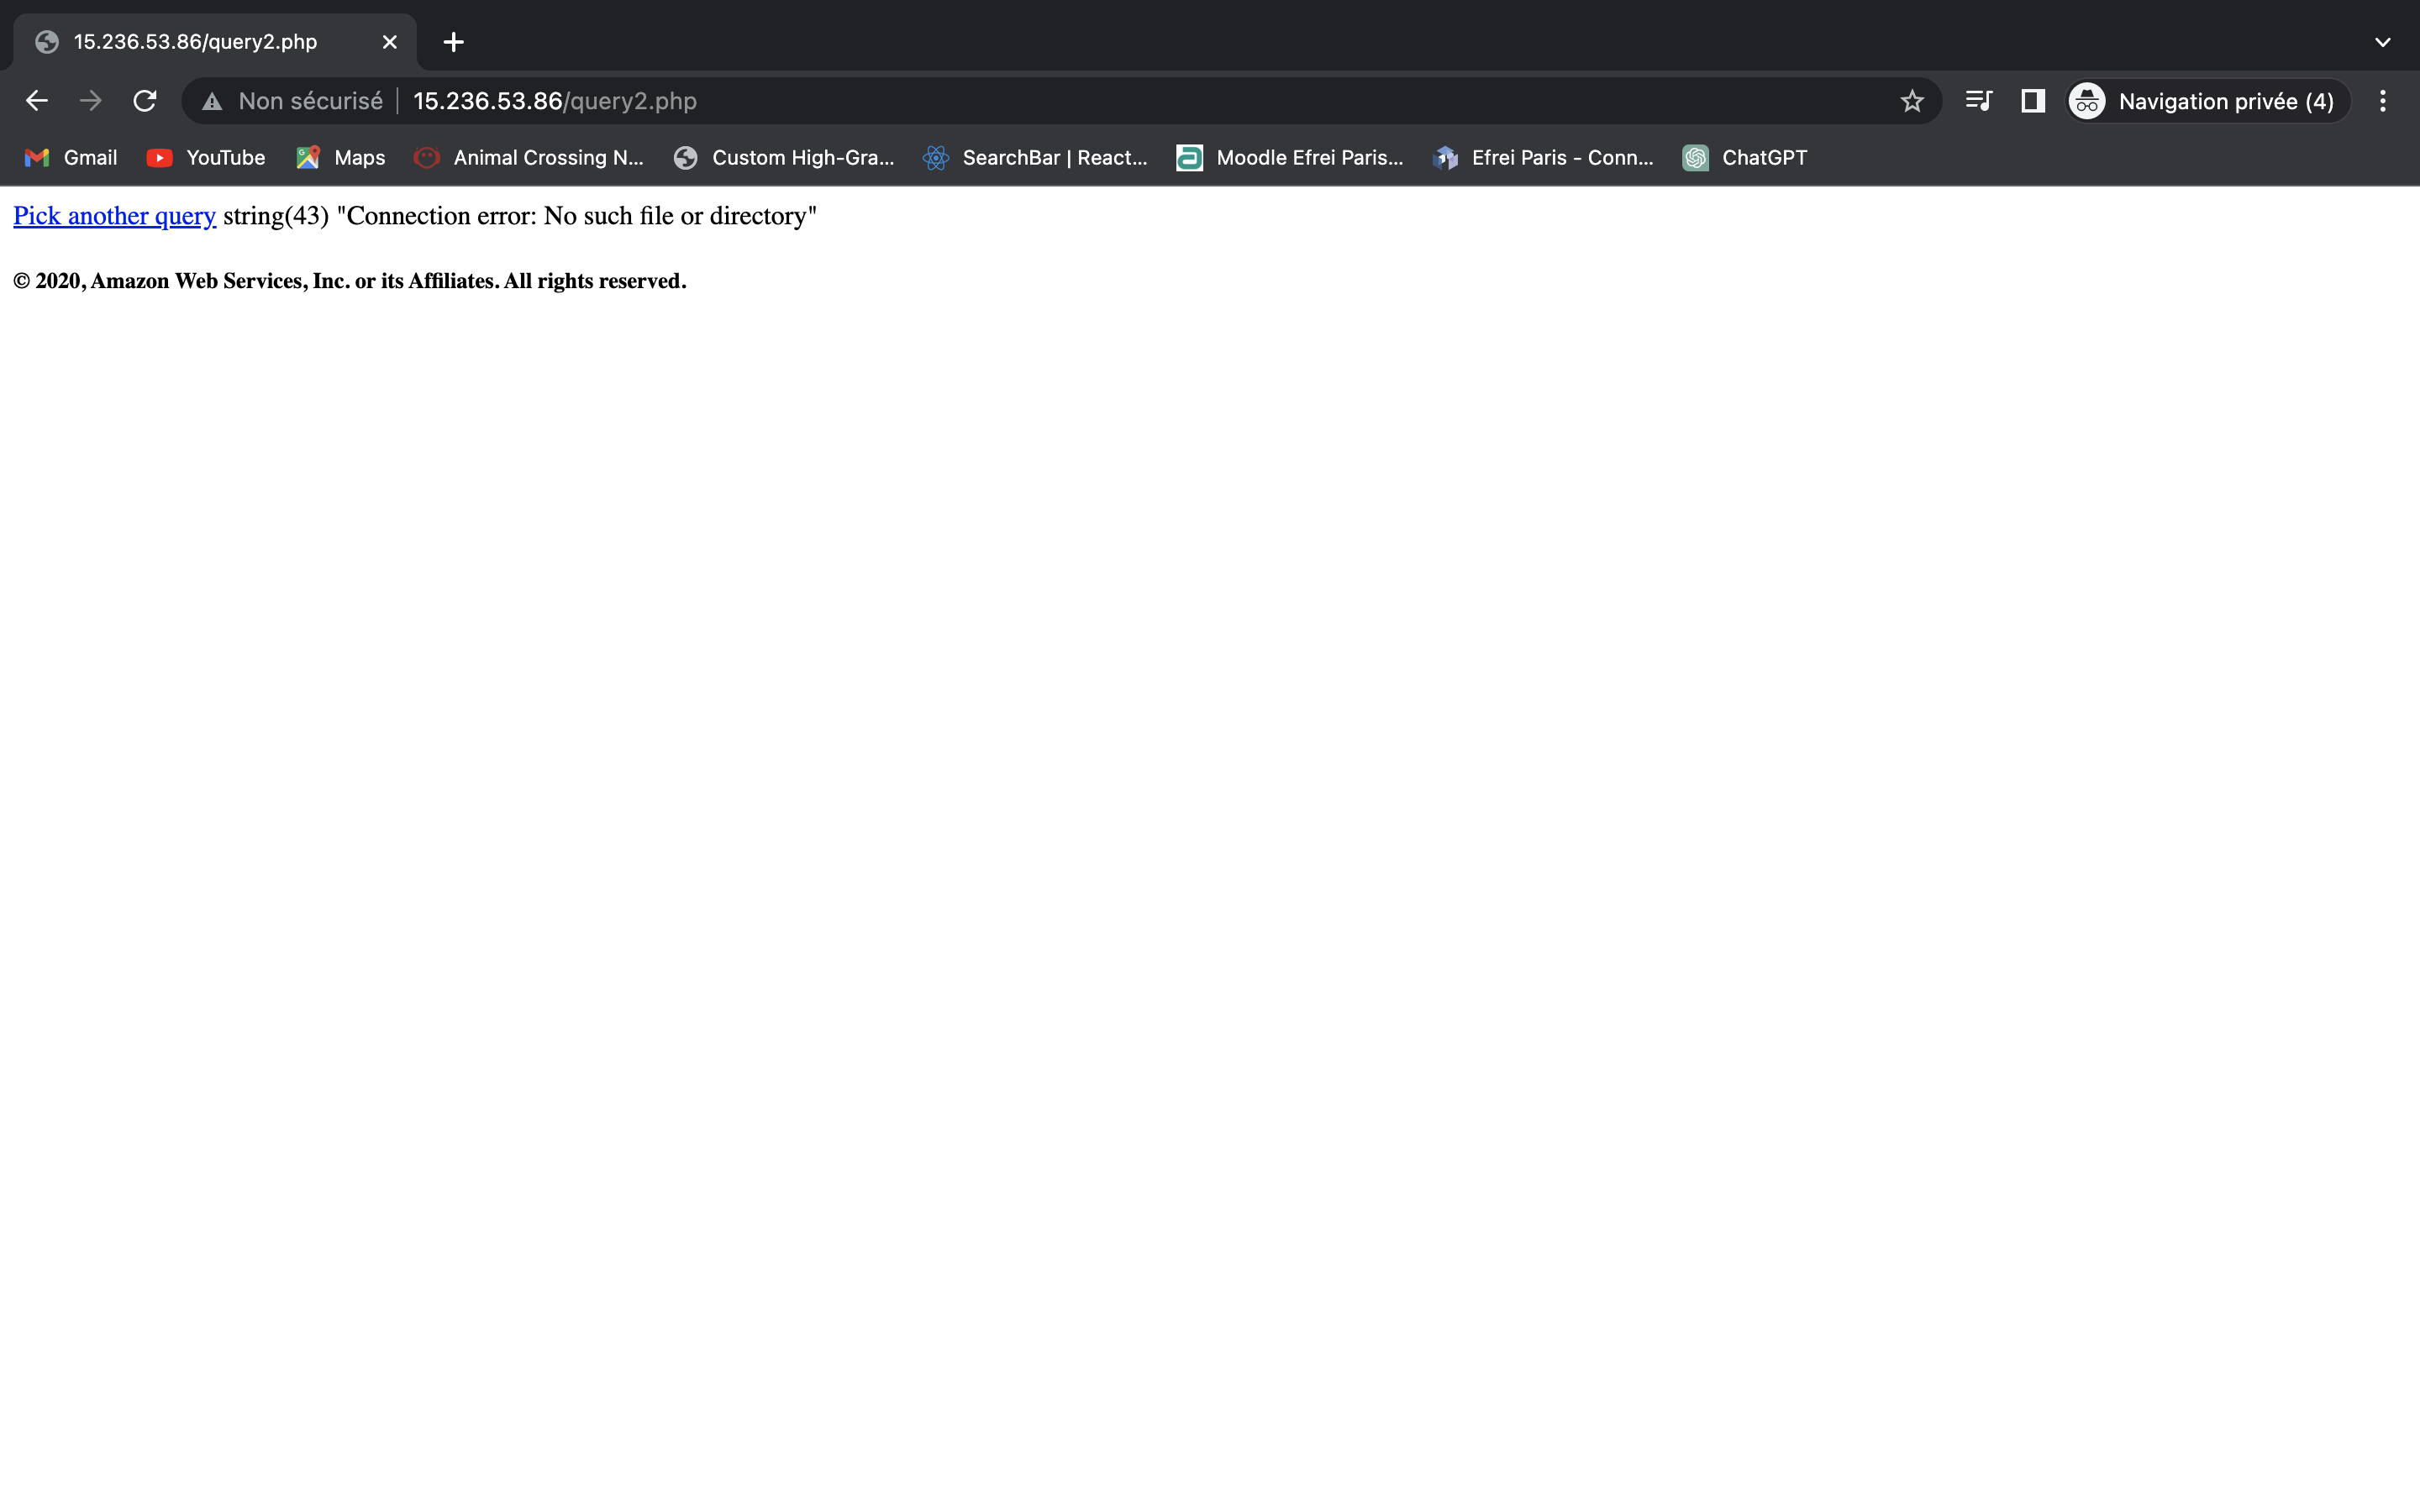 15.236.53.86/query2.php
Non sécurisé 15.236.53.86/query2.php Navigation privée (4)
Gmail YouTube Maps Animal Crossing N... Custom High-Gra... SearchBar | React... Moodle Efrei Paris... Efrei Paris - Conn... ChatGPT
Pick another query string(43) "Connection error: No such file or directory"
© 2020, Amazon Web Services, Inc. or its Affiliates. All rights reserved.